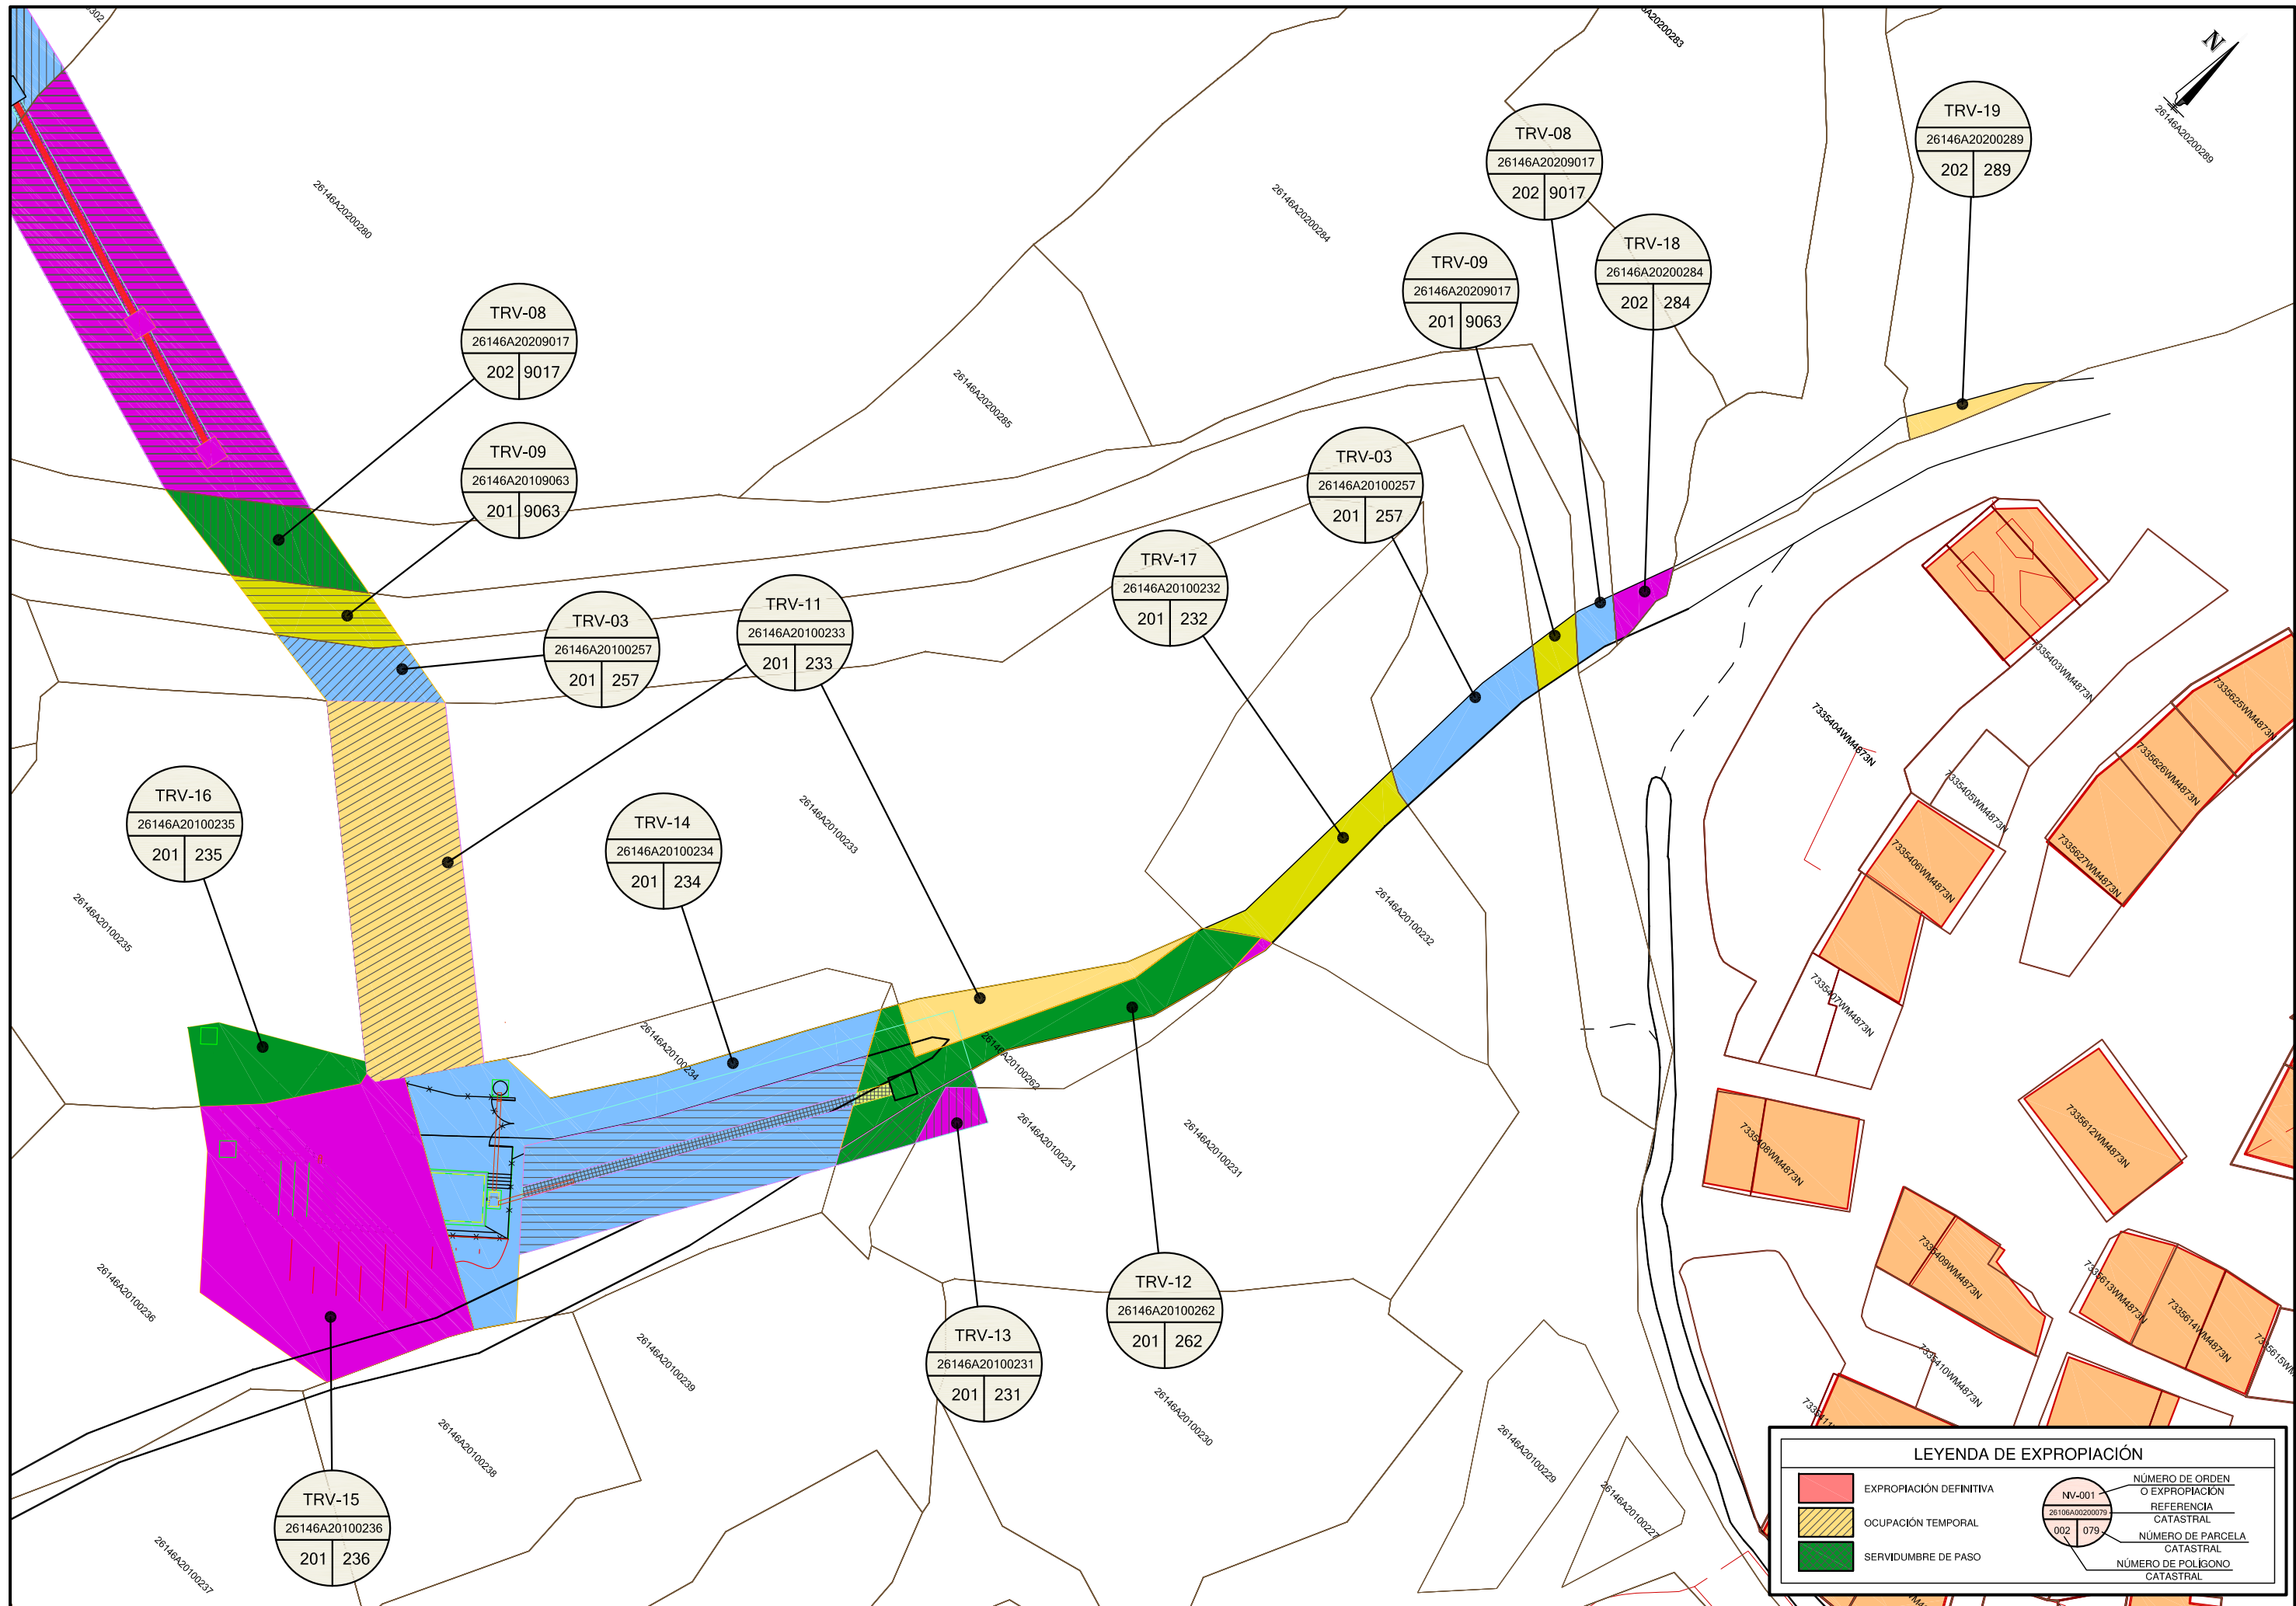 26146A20200283
N
26146A20200289
TRV-19
26146A20200289
202 289
TRV-08
26146A20209017
202 9017
26146A20200280
26146A20200284
TRV-18
26146A20200284
202 284
TRV-09
26146A20209017
201 9063
TRV-08
26146A20209017
202 9017
26146A20200285
TRV-09
26146A20109063
201 9063
TRV-03
26146A20100257
201 257
TRV-17
26146A20100232
201 232
TRV-11
26146A20100233
201 233
TRV-03
26146A20100257
201 257
7335403WM4873N
7335625WM4873N
7335404WM4873N
7335626WM4873N
7335405WM4873N
TRV-16
26146A20100235
201 235
TRV-14
26146A20100234
201 234
26146A20100233
7335406WM4873N
7335627WM4873N
26146A20100235
26146A20100232
7335407WM4873N
26146A20100234
26146A20100262
26146A20100231
26146A20100231
7335408WM4873N
7335612WM4873N
26146A20100236
7335409WM4873N
7335613WM4873N
7335614WM4873N
TRV-12
26146A20100262
201 262
TRV-13
26146A20100231
201 231
26146A20100239
26146A20100230
7335410WM4873N
26146A20100238
26146A20100229
26146A20100227
TRV-15
26146A20100236
201 236
26146A20100237
LEYENDA DE EXPROPIACIÓN
EXPROPIACIÓN DEFINITIVA
OCUPACIÓN TEMPORAL
SERVIDUMBRE DE PASO
NV-001
26106A00200079
002 079
NÚMERO DE ORDEN
O EXPROPIACIÓN
REFERENCIA
CATASTRAL
NÚMERO DE PARCELA
CATASTRAL
NÚMERO DE POLÍGONO
CATASTRAL